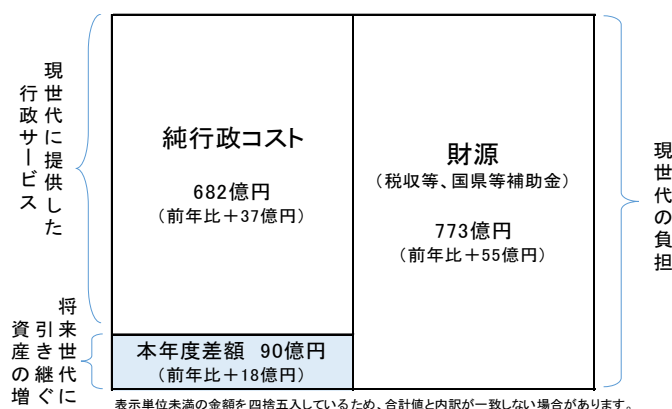 現世代に提供した
行政サービス
純行政コスト
682億円
（前年比＋37億円）
本年度差額 90億円
（前年比＋18億円）
将来世代に
引き継ぐ
資産の増
財源
（税収等、国県等補助金）
773億円
（前年比＋55億円）
現世代の負担
表示単位未満の金額を四捨五入しているため、合計値と内訳が一致しない場合があります。